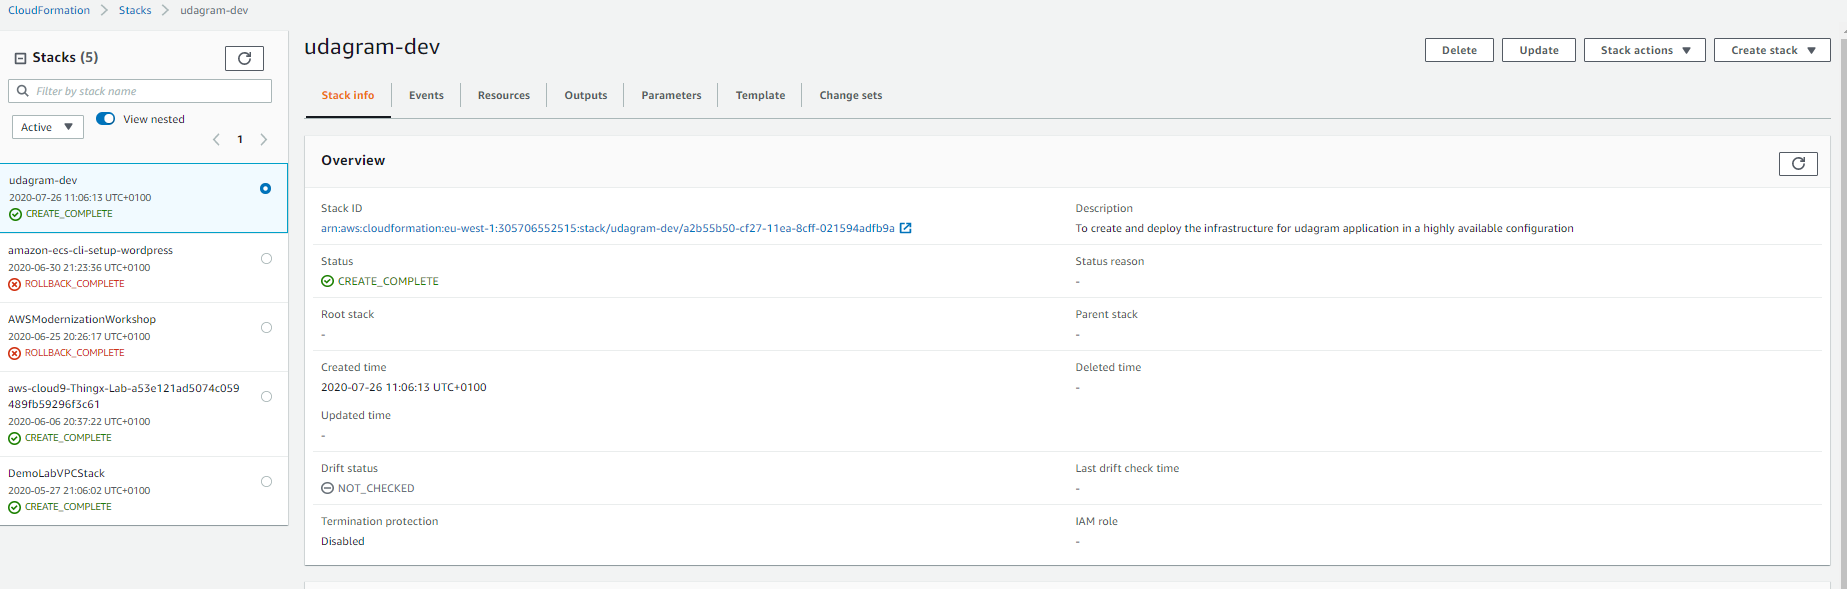 CloudFormation > Stacks > udagram-dev
Stacks (5)
Filter by stack name
Active
View nested
1
udagram-dev
2020-07-26 11:06:13 UTC+0100
CREATE_COMPLETE
amazon-ecs-cli-setup-wordpress
2020-06-30 21:23:36 UTC+0100
ROLLBACK_COMPLETE
AWSModernizationWorkshop
2020-06-25 20:26:17 UTC+0100
ROLLBACK_COMPLETE
aws-cloud9-Thingx-Lab-a53e121ad5074c059
489fb59296f3c61
2020-06-06 20:37:22 UTC+0100
CREATE_COMPLETE
DemoLabVPCStack
2020-05-27 21:06:02 UTC+0100
CREATE_COMPLETE
udagram-dev
Delete Update Stack actions Create stack
Stack info Events Resources Outputs Parameters Template Change sets
Overview
Stack ID
arn:aws:cloudformation:eu-west-1:305706552515:stack/udagram-dev/a2b55b50-cf27-11ea-8cff-021594adfb9a
Description
To create and deploy the infrastructure for udagram application in a highly available configuration
Status
CREATE_COMPLETE
Status reason
-
Root stack
-
Parent stack
-
Created time
2020-07-26 11:06:13 UTC+0100
Deleted time
-
Updated time
-
Drift status
NOT_CHECKED
Last drift check time
-
Termination protection
Disabled
IAM role
-